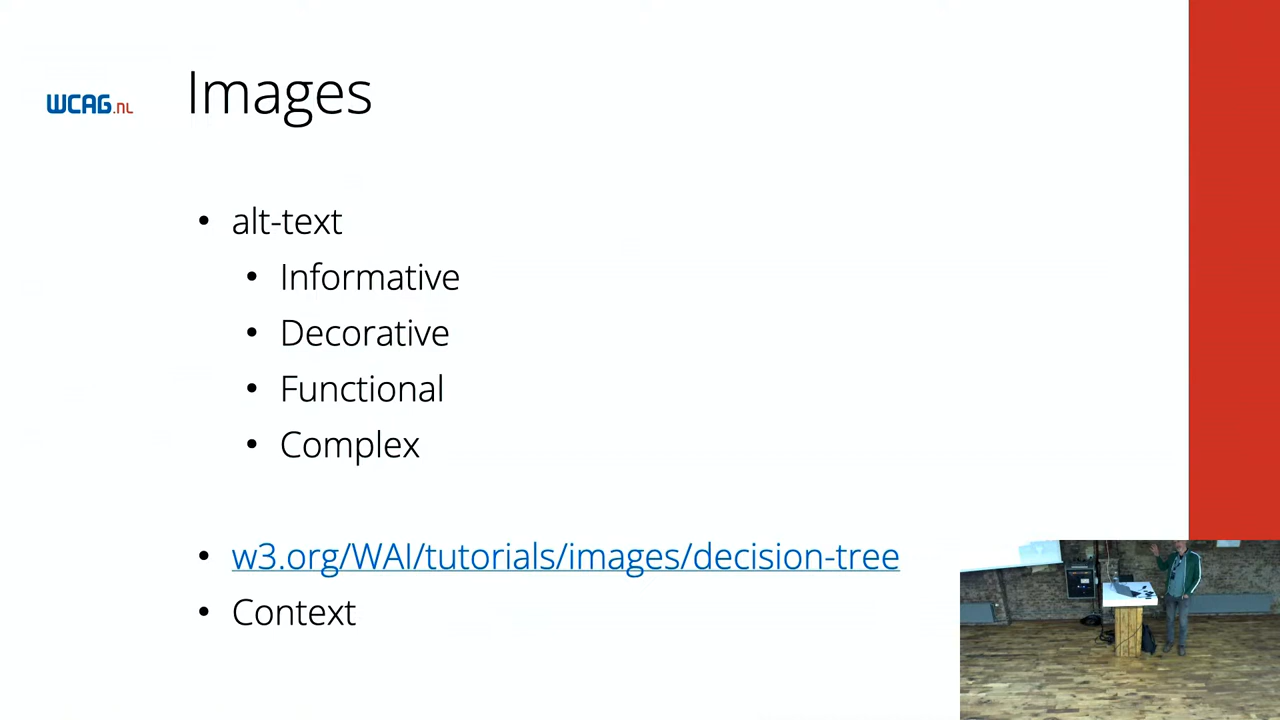 WCAG.NL
Images
• alt-text
• Informative
• Decorative
• Functional
• Complex
• w3.org/WAI/tutorials/images/decision-tree
• Context